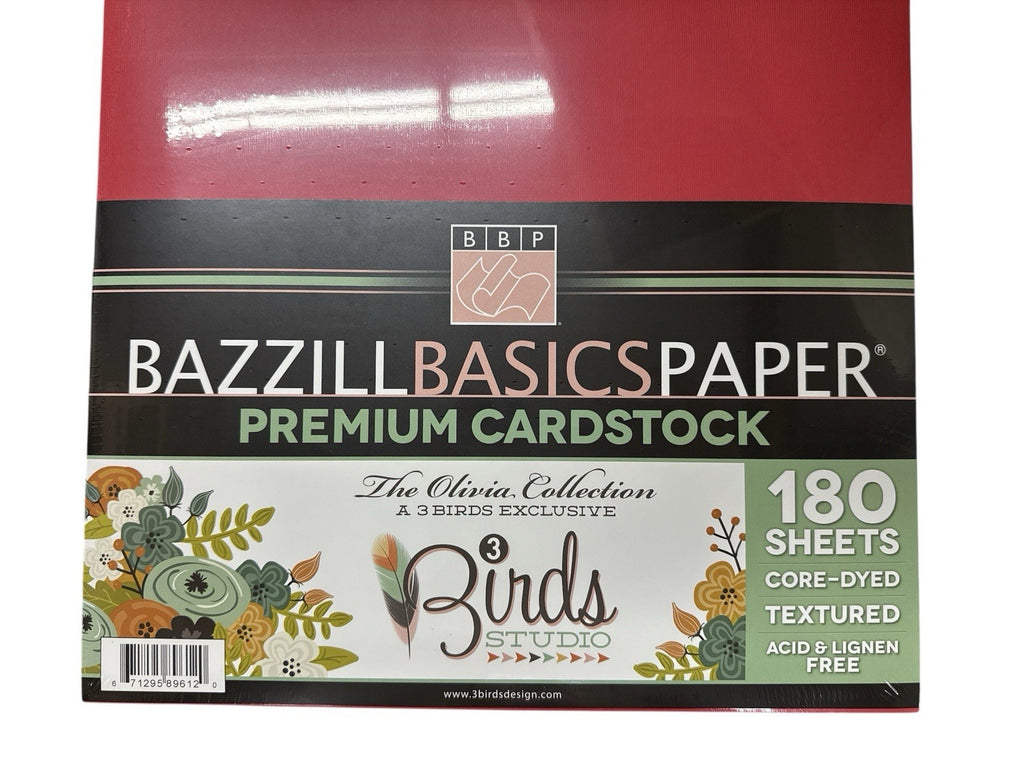 BBP
BAZZILLBASICSPAPER®
PREMIUM CARDSTOCK
The Olivia Collection
A 3 BIRDS EXCLUSIVE
3
Birds
STUDIO
180
SHEETS
CORE-DYED
TEXTURED
ACID & LIGNEN
FREE
6 71295 89612 0
www.3birdsdesign.com